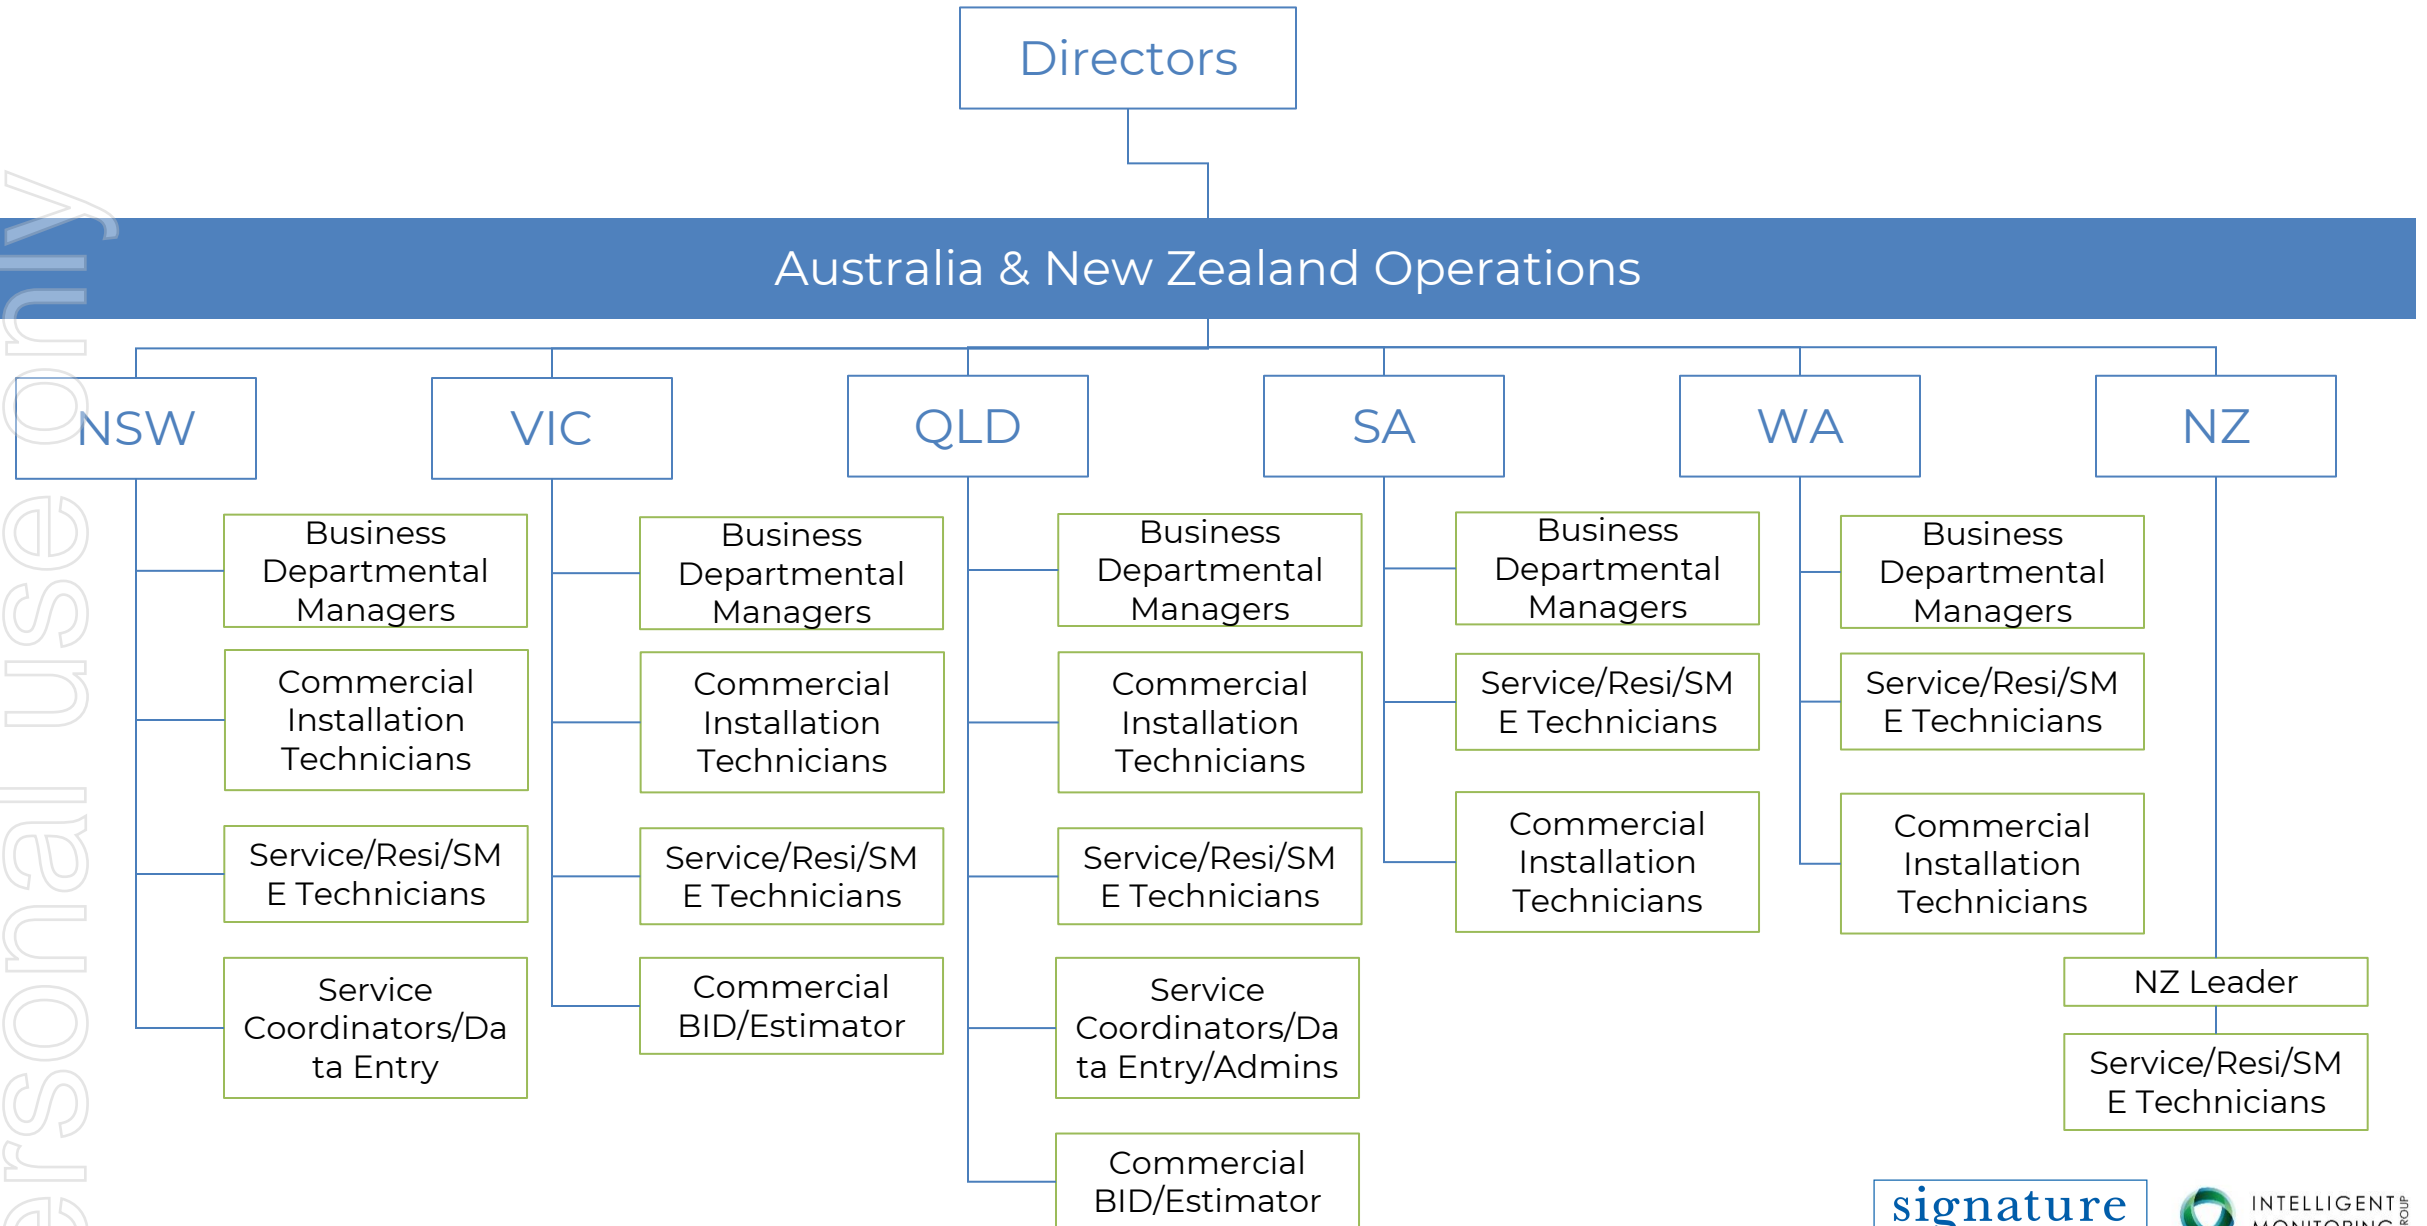 Directors
Australia & New Zealand Operations
NSW
VIC
QLD
SA
WA
NZ
Business
Departmental
Managers
Commercial
Installation
Technicians
Service/Resi/SM
E Technicians
Service
Coordinators/Da
ta Entry
Business
Departmental
Managers
Commercial
Installation
Technicians
Service/Resi/SM
E Technicians
Commercial
BID/Estimator
Business
Departmental
Managers
Commercial
Installation
Technicians
Service/Resi/SM
E Technicians
Service
Coordinators/Da
ta Entry/Admins
Commercial
BID/Estimator
Business
Departmental
Managers
Service/Resi/SM
E Technicians
Commercial
Installation
Technicians
Business
Departmental
Managers
Service/Resi/SM
E Technicians
Commercial
Installation
Technicians
NZ Leader
Service/Resi/SM
E Technicians
ersonal use only
signature
INTELLIGENT
MONITORING